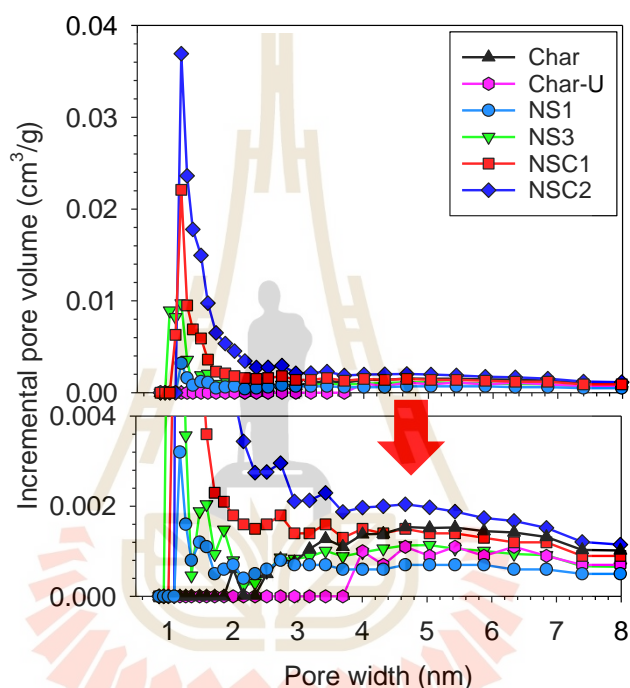 Incremental pore volume (cm³/g)
0.04
0.03
0.02
0.01
0.00
Char
Char-U
NS1
NS3
NSC1
NSC2
0.004
0.002
0.000
1 2 3 4 5 6 7 8
Pore width (nm)